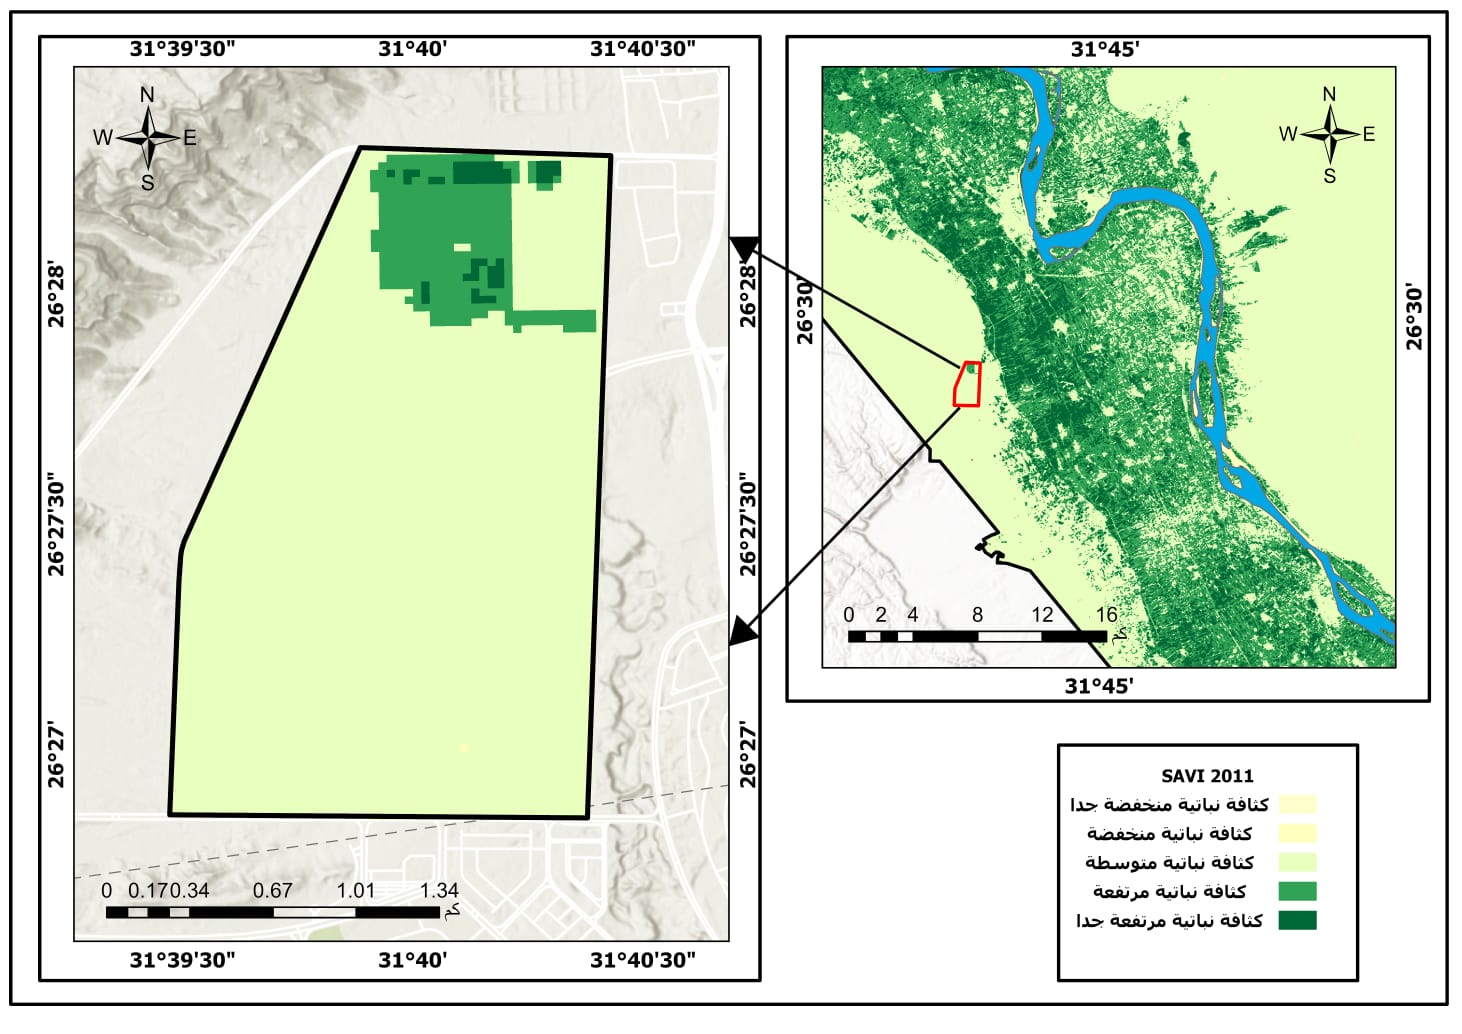 31°39'30" 31°40' 31°40'30"
N
W E
S
26°28' 26°28'
26°27'30" 26°27'30"
26°27' 26°27'
0 0.17 0.34 0.67 1.01 1.34
كم
31°39'30" 31°40' 31°40'30"
31°45'
N
W E
S
26°30' 26°30'
0 2 4 8 12 16
كم
31°45'
SAVI 2011
كثافة نباتية منخفضة جدا
كثافة نباتية منخفضة
كثافة نباتية متوسطة
كثافة نباتية مرتفعة
كثافة نباتية مرتفعة جدا